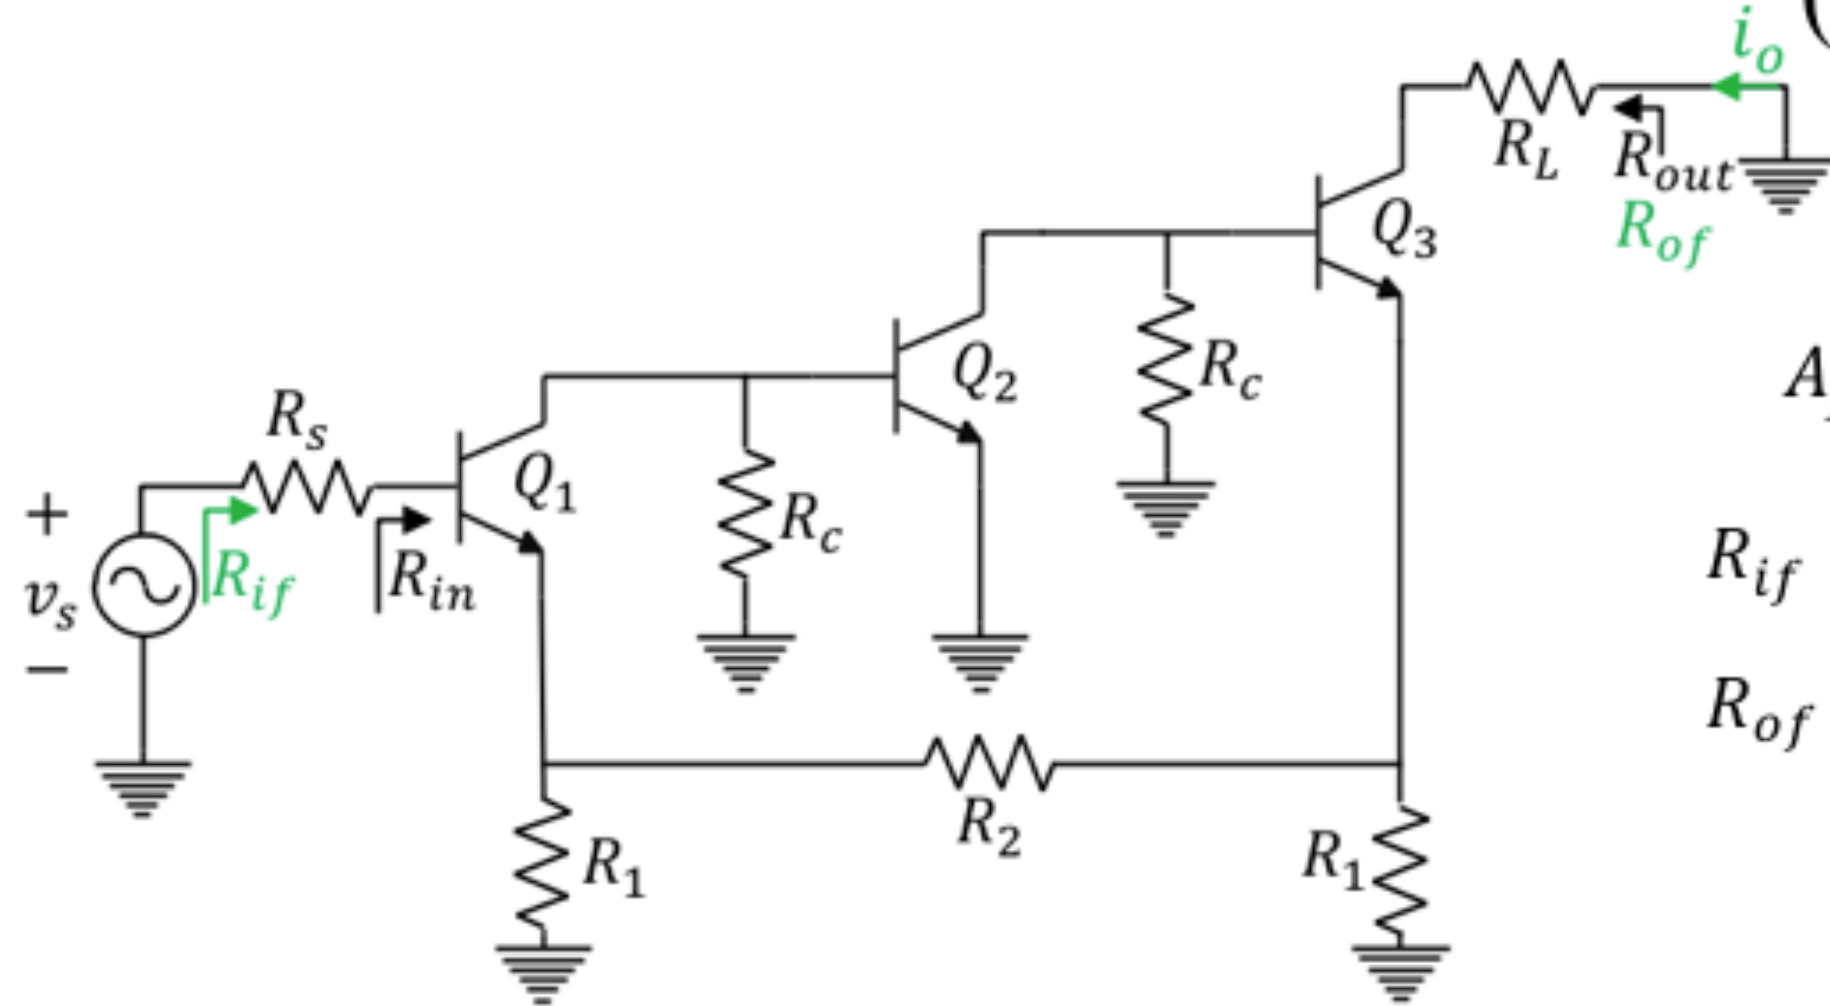 i_o (
R_L
R_out
R_of
Q_3
Q_2
R_c
A
R_s
Q_1
R_c
R_if
+
v_s
−
R_if
R_in
R_of
R_2
R_1
R_1